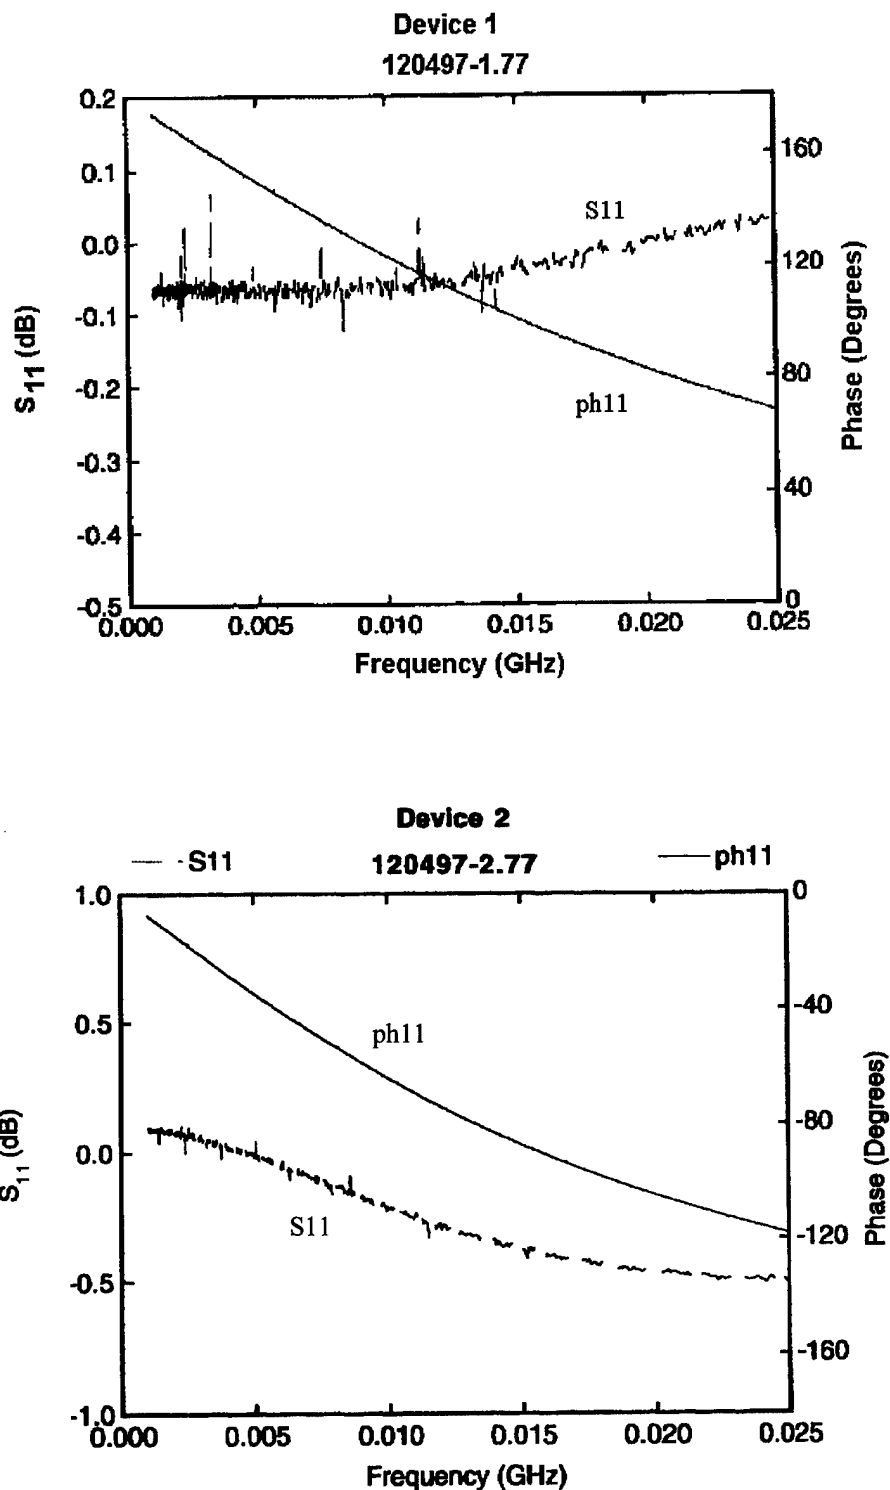 Device 1
120497-1.77
0.2
0.1
0.0
-0.1
-0.2
-0.3
-0.4
-0.5
S11 (dB)
S11
ph11
160
120
80
40
0
Phase (Degrees)
0.000 0.005 0.010 0.015 0.020 0.025
Frequency (GHz)
Device 2
S11 120497-2.77 ph11
1.0
0.5
0.0
-0.5
-1.0
S11 (dB)
ph11
S11
0
-40
-80
-120
-160
Phase (Degrees)
0.000 0.005 0.010 0.015 0.020 0.025
Frequency (GHz)